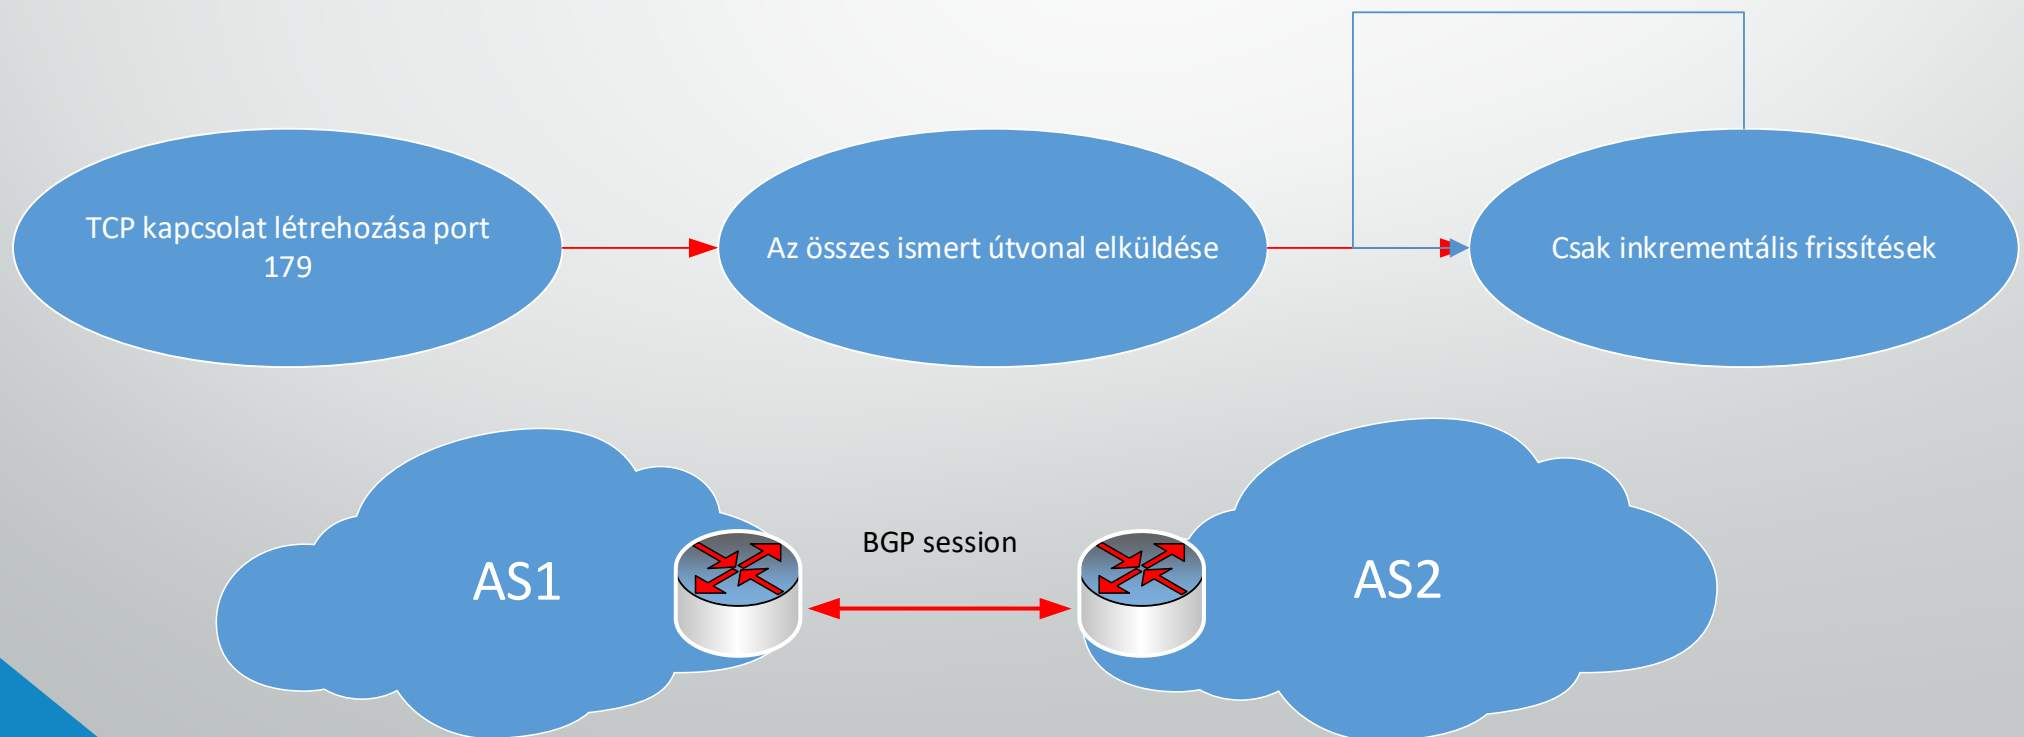 TCP kapcsolat létrehozása port
179
Az összes ismert útvonal elküldése
Csak inkrementális frissítések
BGP session
AS1
AS2